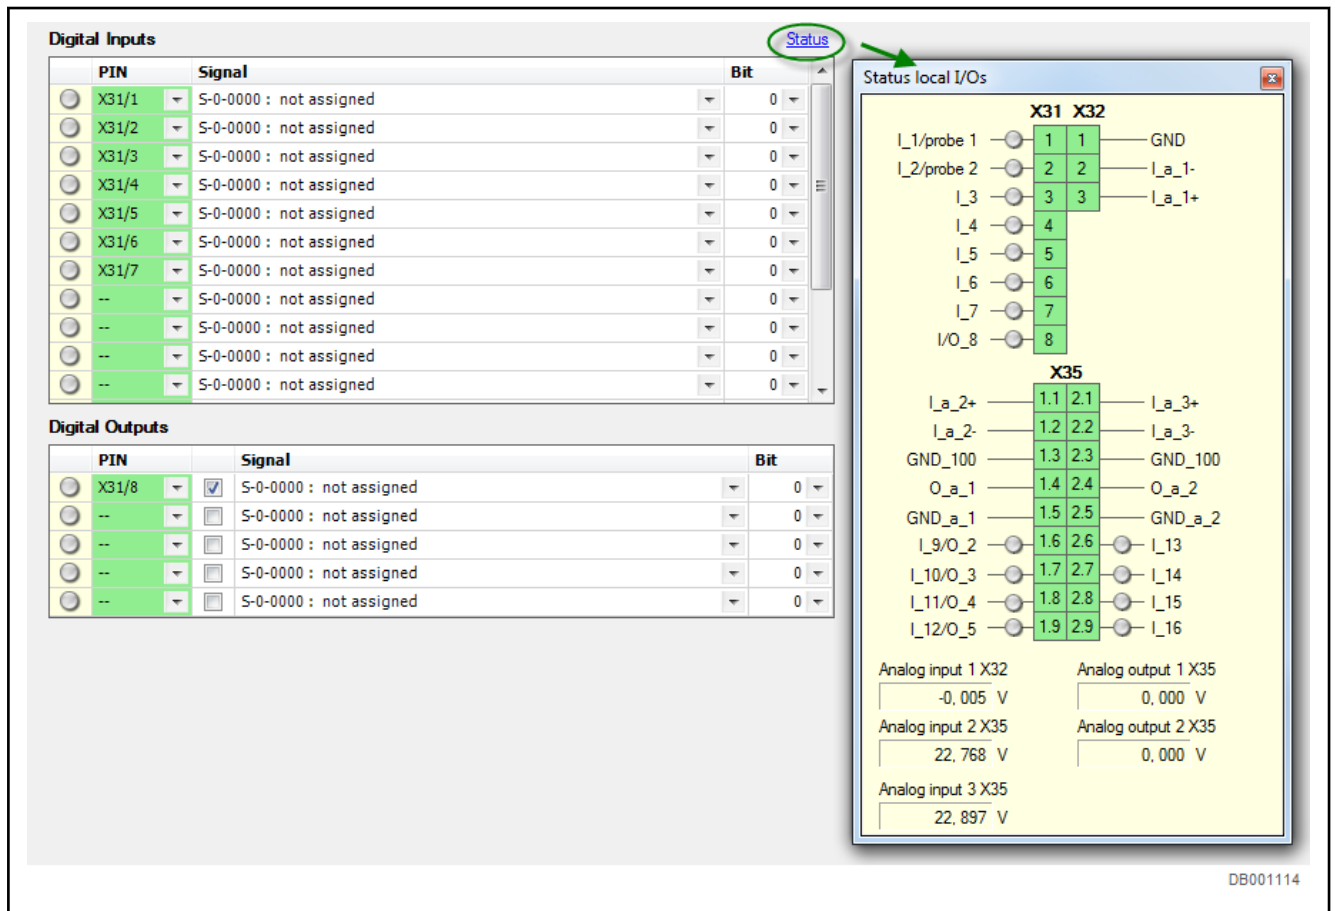 Digital Inputs Status
PIN Signal Bit
X31/1 S-0-0000 : not assigned 0
X31/2 S-0-0000 : not assigned 0
X31/3 S-0-0000 : not assigned 0
X31/4 S-0-0000 : not assigned 0
X31/5 S-0-0000 : not assigned 0
X31/6 S-0-0000 : not assigned 0
X31/7 S-0-0000 : not assigned 0
-- S-0-0000 : not assigned 0
-- S-0-0000 : not assigned 0
-- S-0-0000 : not assigned 0
-- S-0-0000 : not assigned 0
Digital Outputs
PIN Signal Bit
X31/8 S-0-0000 : not assigned 0
-- S-0-0000 : not assigned 0
-- S-0-0000 : not assigned 0
-- S-0-0000 : not assigned 0
-- S-0-0000 : not assigned 0
Status local I/Os
X31 X32
I_1/probe 1 1 1 GND
I_2/probe 2 2 2 I_a_1-
I_3 3 3 I_a_1+
I_4 4
I_5 5
I_6 6
I_7 7
I/O_8 8
X35
I_a_2+ 1.1 2.1 I_a_3+
I_a_2- 1.2 2.2 I_a_3-
GND_100 1.3 2.3 GND_100
O_a_1 1.4 2.4 O_a_2
GND_a_1 1.5 2.5 GND_a_2
I_9/O_2 1.6 2.6 I_13
I_10/O_3 1.7 2.7 I_14
I_11/O_4 1.8 2.8 I_15
I_12/O_5 1.9 2.9 I_16
Analog input 1 X32 Analog output 1 X35
-0,005 V 0,000 V
Analog input 2 X35 Analog output 2 X35
22,768 V 0,000 V
Analog input 3 X35
22,897 V
DB001114